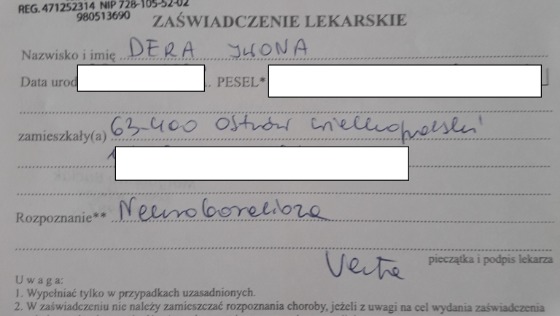 REG. 471252314 NIP 728-105-52-02
980513690
ZAŚWIADCZENIE LEKARSKIE
Nazwisko i imię DERA ILONA
Data urod PESEL*
zamieszkały(a) 63-400 Ostrów Wielkopolski
Rozpoznanie** Neuroborelioza
Verte
pieczątka i podpis lekarza
Uwaga:
1. Wypełniać tylko w przypadkach uzasadnionych.
2. W zaświadczeniu nie należy zamieszczać rozpoznania choroby, jeżeli z uwagi na cel wydania zaświadczenia